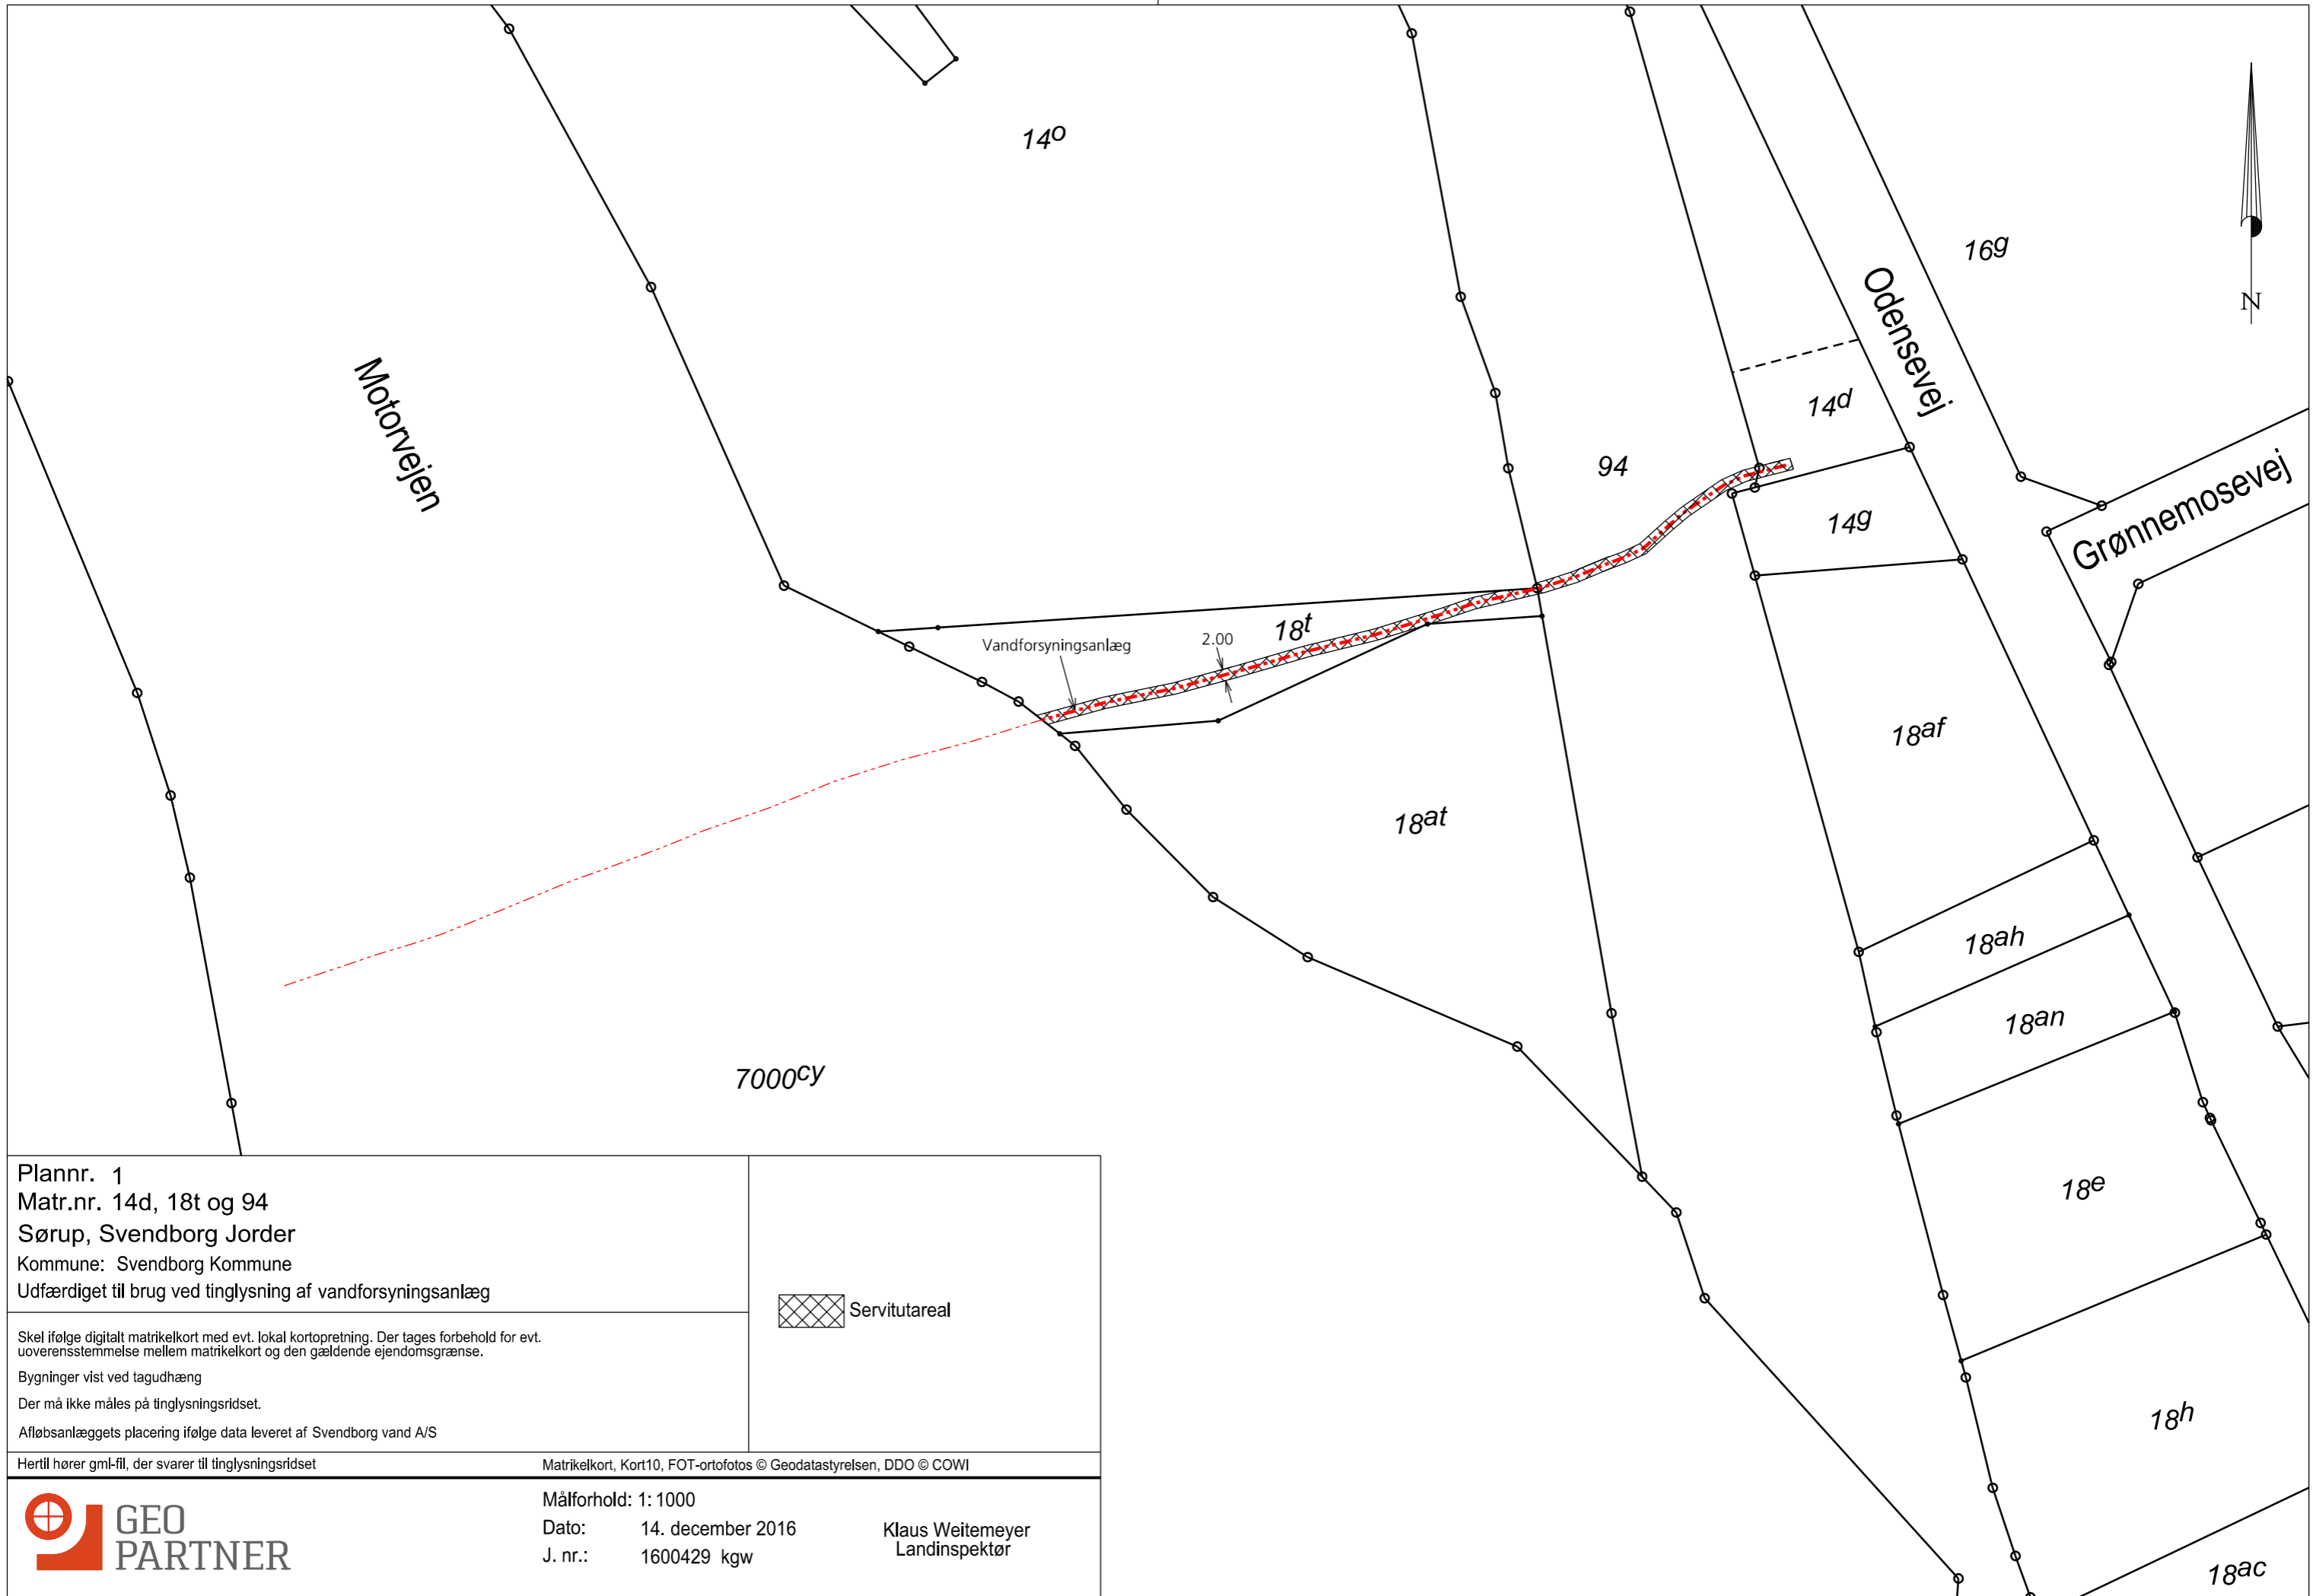 14o
16g
N
Odensevej
Motorvejen
14d
94
Grønnemosevej
14g
18t
2.00
Vandforsyningsanlæg
18af
18at
18ah
18an
7000cy
18e
18h
18ac
Plannr. 1
Matr.nr. 14d, 18t og 94
Sørup, Svendborg Jorder
Kommune: Svendborg Kommune
Udfærdiget til brug ved tinglysning af vandforsyningsanlæg
Servitutareal
Skel ifølge digitalt matrikelkort med evt. lokal kortopretning. Der tages forbehold for evt.
uoverensstemmelse mellem matrikelkort og den gældende ejendomsgrænse.
Bygninger vist ved tagudhæng
Der må ikke måles på tinglysningsridset.
Afløbsanlæggets placering ifølge data leveret af Svendborg vand A/S
Hertil hører gml-fil, der svarer til tinglysningsridset
Matrikelkort, Kort10, FOT-ortofotos © Geodatastyrelsen, DDO © COWI
GEO
PARTNER
Målforhold: 1:1000
Dato: 14. december 2016
J. nr.: 1600429 kgw
Klaus Weitemeyer
Landinspektør